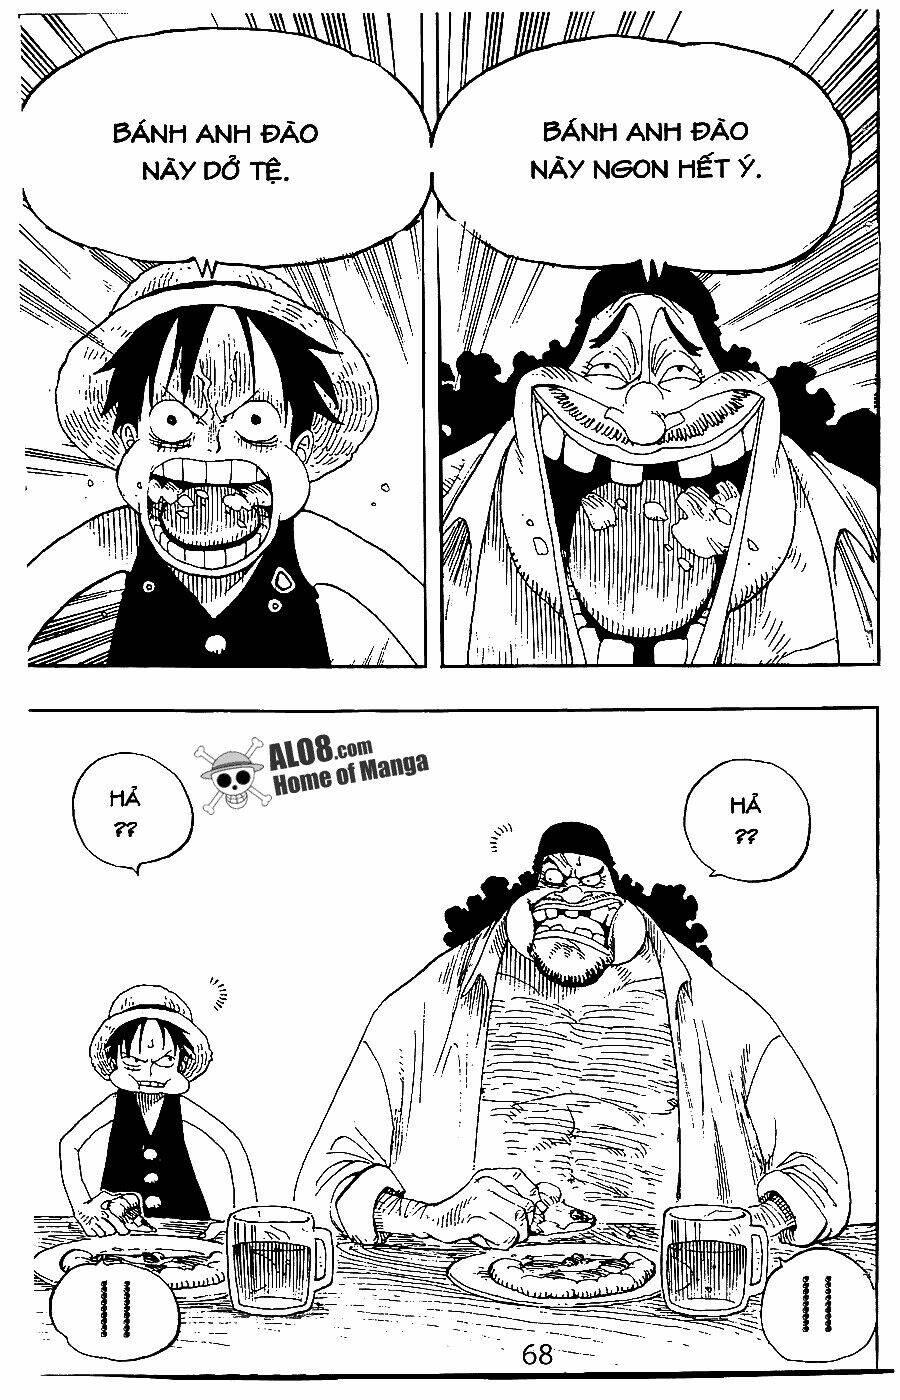 BÁNH ANH ĐÀO
NÀY DỞ TỆ.
BÁNH ANH ĐÀO
NÀY NGON HẾT Ý.
AL08.com
Home of Manga
HẢ
??
HẢ
??
68